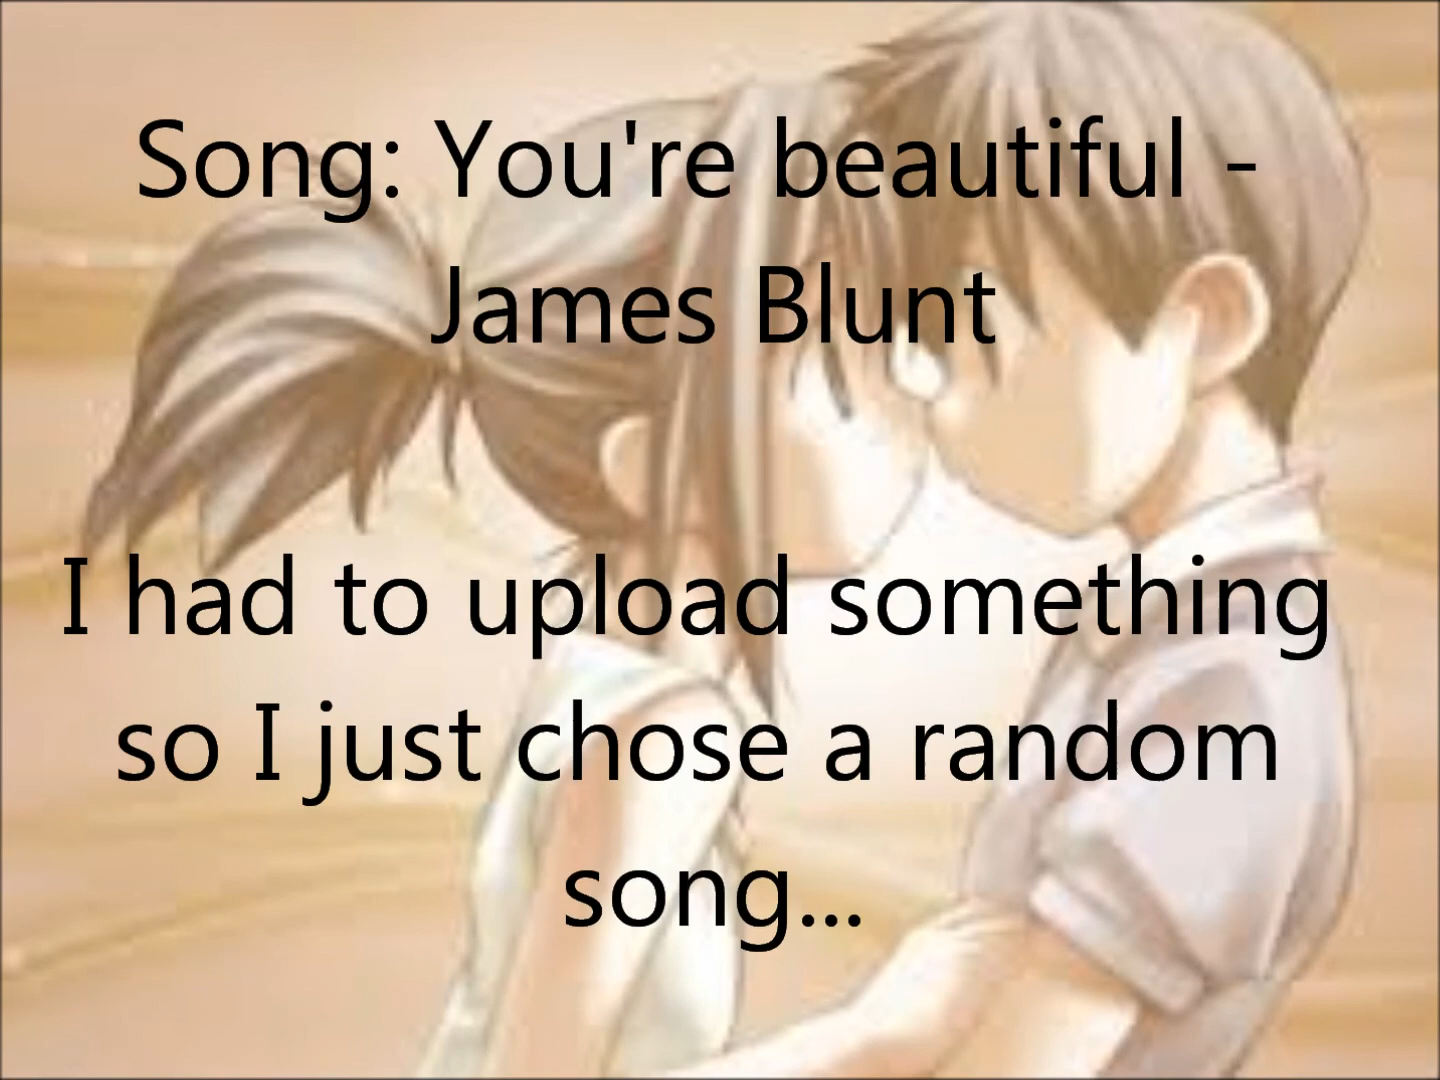 Song: You're beautiful -
James Blunt
I had to upload something
so I just chose a random
song...